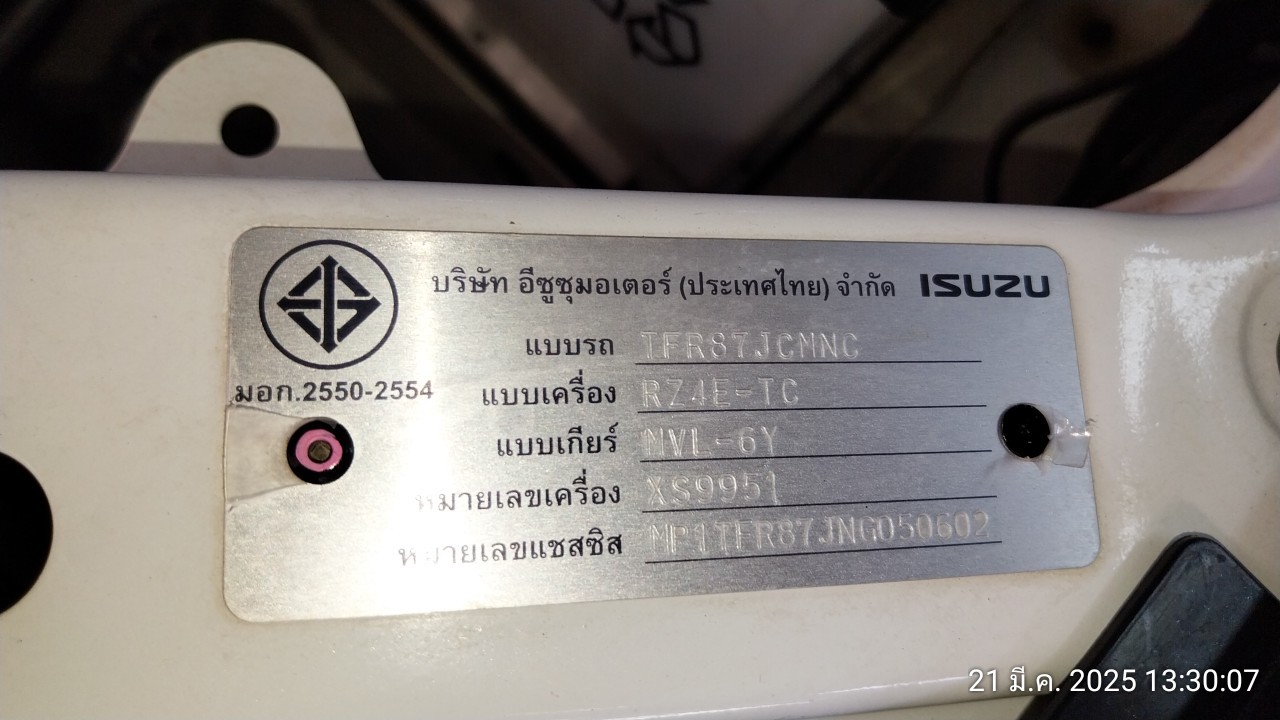 บริษัท อีซูซุมอเตอร์ (ประเทศไทย) จำกัด ISUZU
แบบรถ TFR87JCMNC
มอก.2550-2554
แบบเครื่อง RZ4E-TC
แบบเกียร์ MVL-6Y
หมายเลขเครื่อง XS9951
หมายเลขแชสซิส MP1TFR87JNG050602
21 มี.ค. 2025 13:30:07